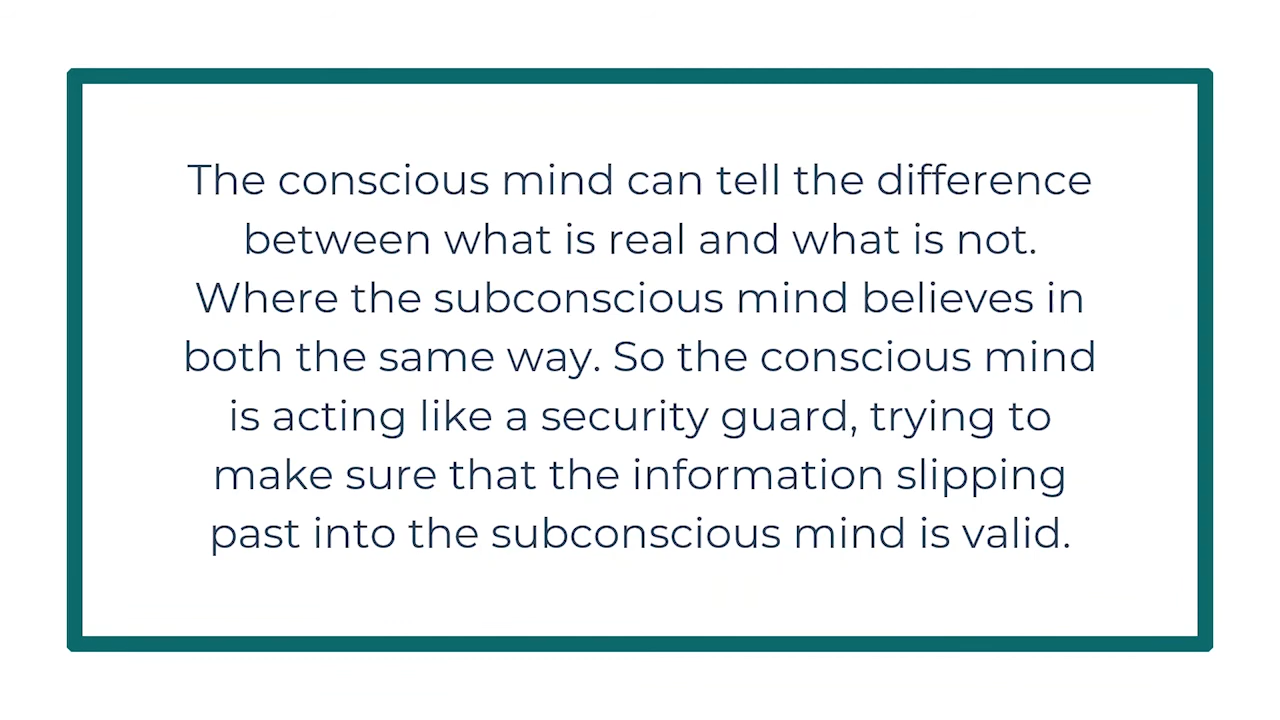 The conscious mind can tell the difference
between what is real and what is not.
Where the subconscious mind believes in
both the same way. So the conscious mind
is acting like a security guard, trying to
make sure that the information slipping
past into the subconscious mind is valid.